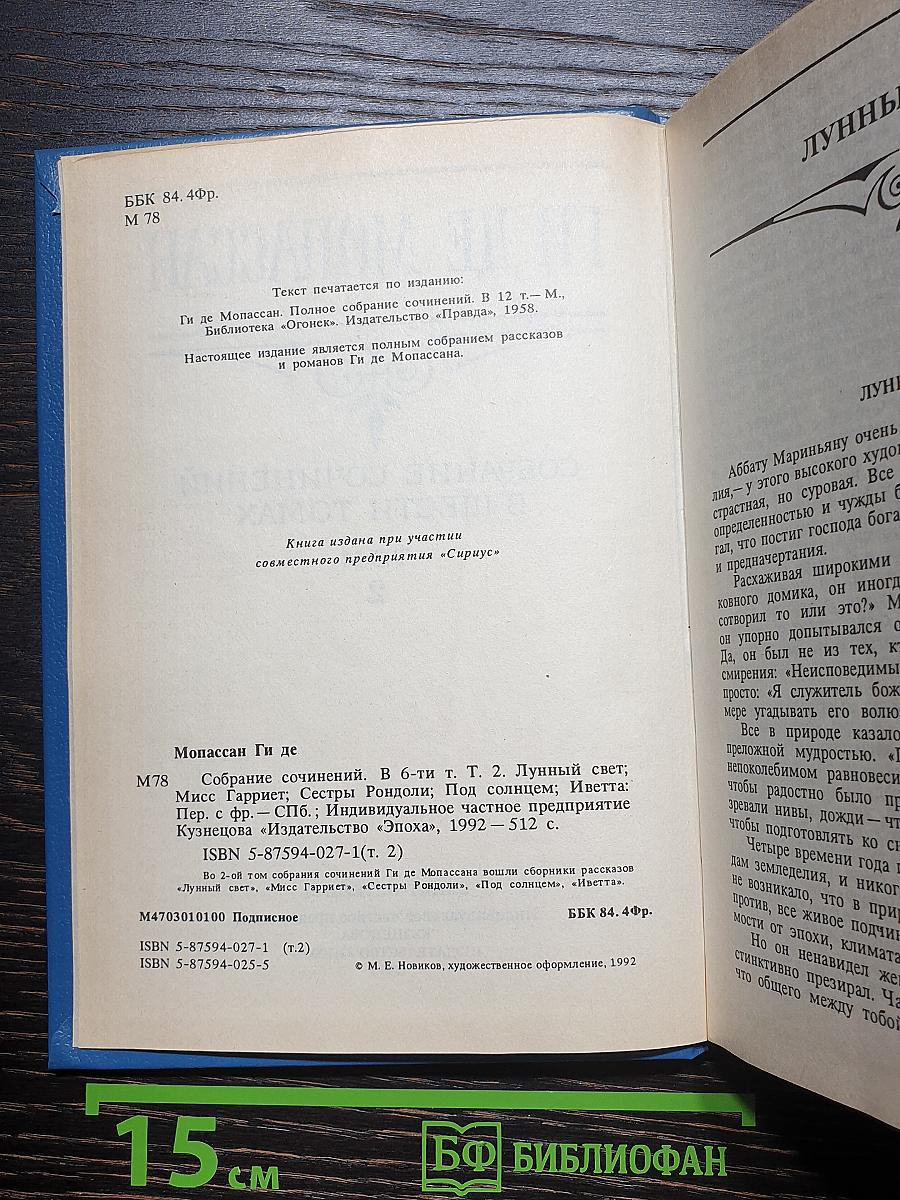 ББК 84.4Фр.
М 78
Текст печатается по изданию:
Ги де Мопассан. Полное собрание сочинений. В 12 т.— М.,
Библиотека «Огонек». Издательство «Правда», 1958.
Настоящее издание является полным собранием рассказов
и романов Ги де Мопассана.
Книга издана при участии
совместного предприятия «Сириус»
Мопассан Ги де
М78 Собрание сочинений. В 6-ти т. Т. 2. Лунный свет;
Мисс Гарриет; Сестры Рондоли; Под солнцем; Иветта:
Пер. с фр.— СПб.; Индивидуальное частное предприятие
Кузнецова «Издательство «Эпоха», 1992 — 512 с.
ISBN 5-87594-027-1(т. 2)
Во 2-ой том собрания сочинений Ги де Мопассана вошли сборники рассказов
«Лунный свет», «Мисс Гарриет», «Сестры Рондоли», «Под солнцем», «Иветта».
М4703010100 Подписное ББК 84.4Фр.
ISBN 5-87594-027-1 (т.2)
ISBN 5-87594-025-5 © М. Е. Новиков, художественное оформление, 1992
ЛУННЫ
ЛУН
Аббату Мариньяну очень
лия,— у этого высокого худо
страстная, но суровая. Все
определенностью и чужды
гал, что постиг господа бога
и предначертания.
Расхаживая широкими
ковного домика, он иногд
сотворил то или это?» М
он упорно допытывался о
Да, он был не из тех, кт
смирения: «Неисповедимы
просто: «Я служитель бож
мере угадывать его волю
Все в природе казало
преложной мудростью.
непоколебимом равновеси
чтобы радостно было пр
зревали нивы, дожди — чт
чтобы подготовлять ко сн
Четыре времени года
дам земледелия, и никог
не возникало, что в прир
против, все живое подчин
мости от эпохи, климата
Но он ненавидел же
стинктивно презирал. Ча
что общего между тобой
15 см
БФ БИБЛИОФАН